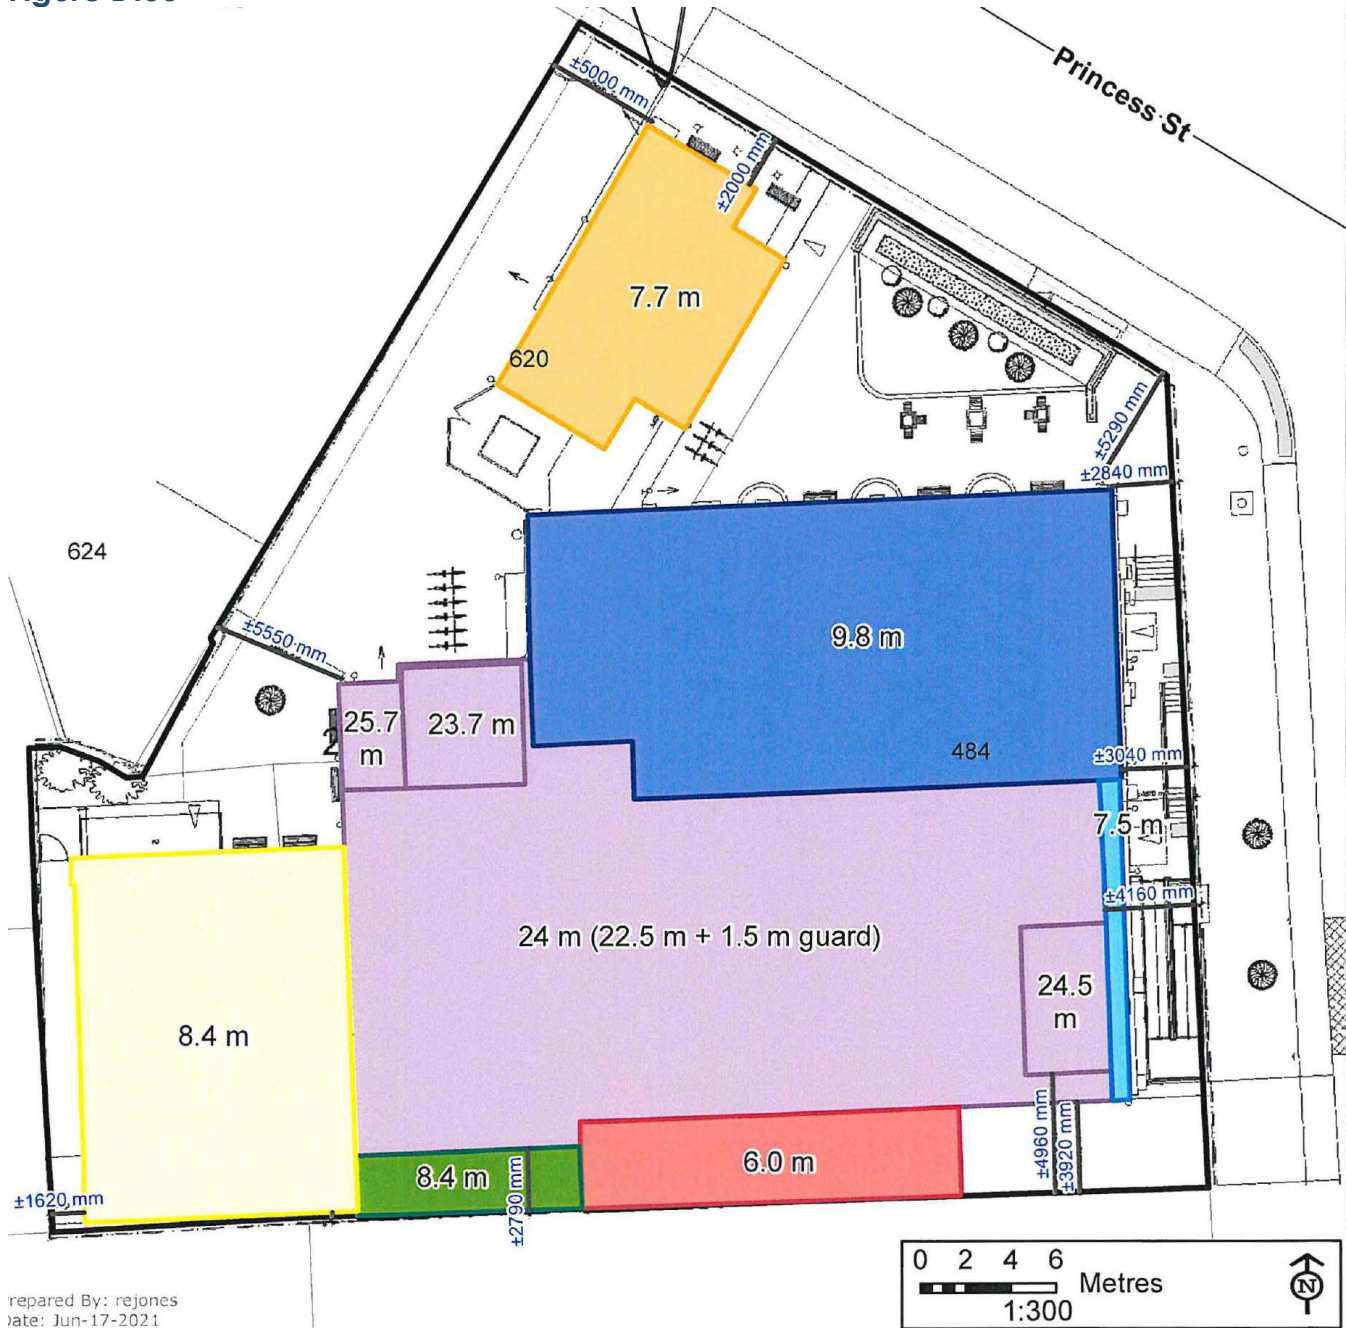 Princess St
±5000 mm
±2000 mm
7.7 m
620
±5290 mm
±2840 mm
624
9.8 m
±5550 mm
25.7
m
23.7 m
484
±3040 mm
7.5 m
±4160 mm
24 m (22.5 m + 1.5 m guard)
24.5
m
8.4 m
±4960 mm
±3920 mm
8.4 m
6.0 m
±2790 mm
±1620 mm
0 2 4 6
Metres
1:300
N
repared By: rejones
Date: Jun-17-2021